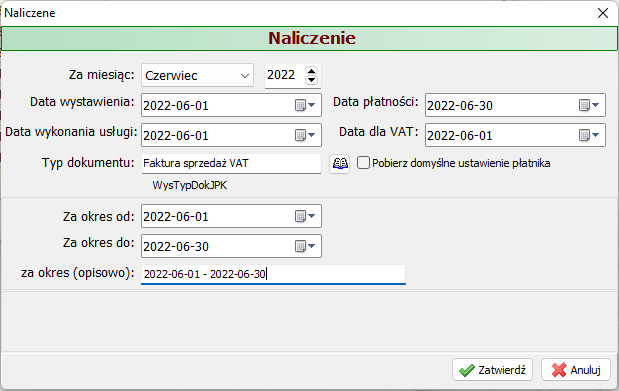 Naliczene
Naliczenie
Za miesiąc: Czerwiec 2022
Data wystawienia: 2022-06-01 Data płatności: 2022-06-30
Data wykonania usługi: 2022-06-01 Data dla VAT: 2022-06-01
Typ dokumentu: Faktura sprzedaż VAT Pobierz domyślne ustawienie płatnika
WysTypDokJPK
Za okres od: 2022-06-01
Za okres do: 2022-06-30
za okres (opisowo): 2022-06-01 - 2022-06-30
Zatwierdź Anuluj